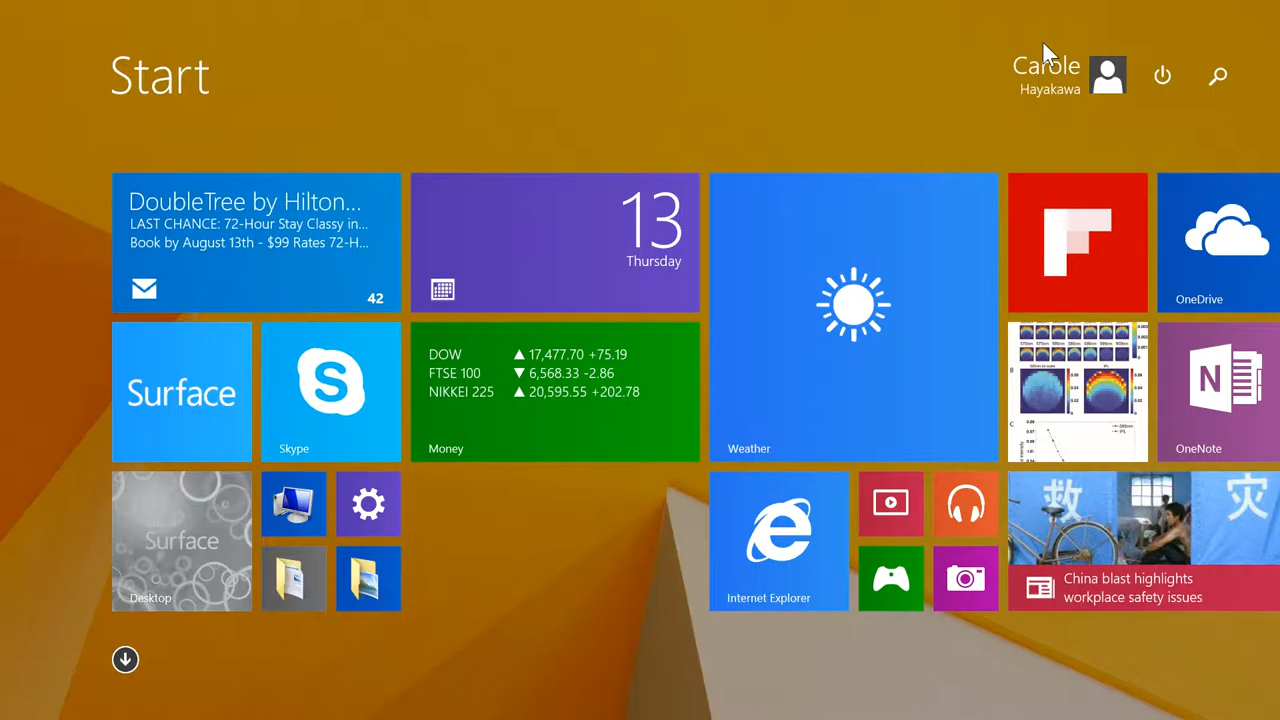 Start
Carole
Hayakawa
DoubleTree by Hilton...
LAST CHANCE: 72-Hour Stay Classy in...
Book by August 13th - $99 Rates 72-H...
42
13
Thursday
OneDrive
Surface
Skype
DOW ▲ 17,477.70 +75.19
FTSE 100 ▼ 6,568.33 -2.86
NIKKEI 225 ▲ 20,595.55 +202.78
Money
Weather
OneNote
Surface
Desktop
Internet Explorer
救
灾
China blast highlights
workplace safety issues